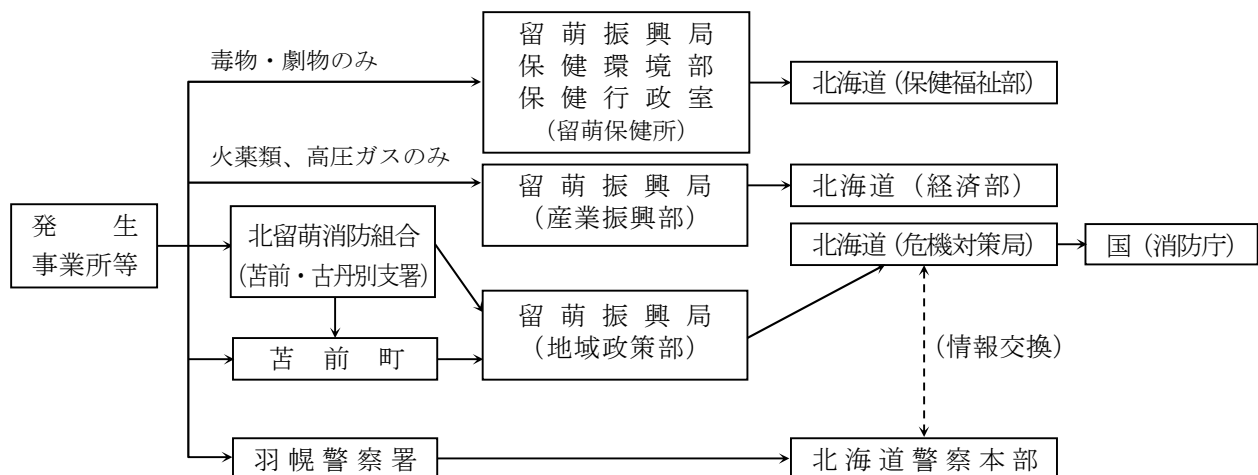 毒物・劇物のみ
留萌振興局
保健環境部
保健行政室
（留萌保健所）
北海道（保健福祉部）
火薬類、高圧ガスのみ
留萌振興局
（産業振興部）
北海道（経済部）
発生
事業所等
北留萌消防組合
（苫前・古丹別支署）
北海道（危機対策局）
国（消防庁）
留萌振興局
（地域政策部）
苫前町
（情報交換）
羽幌警察署
北海道警察本部